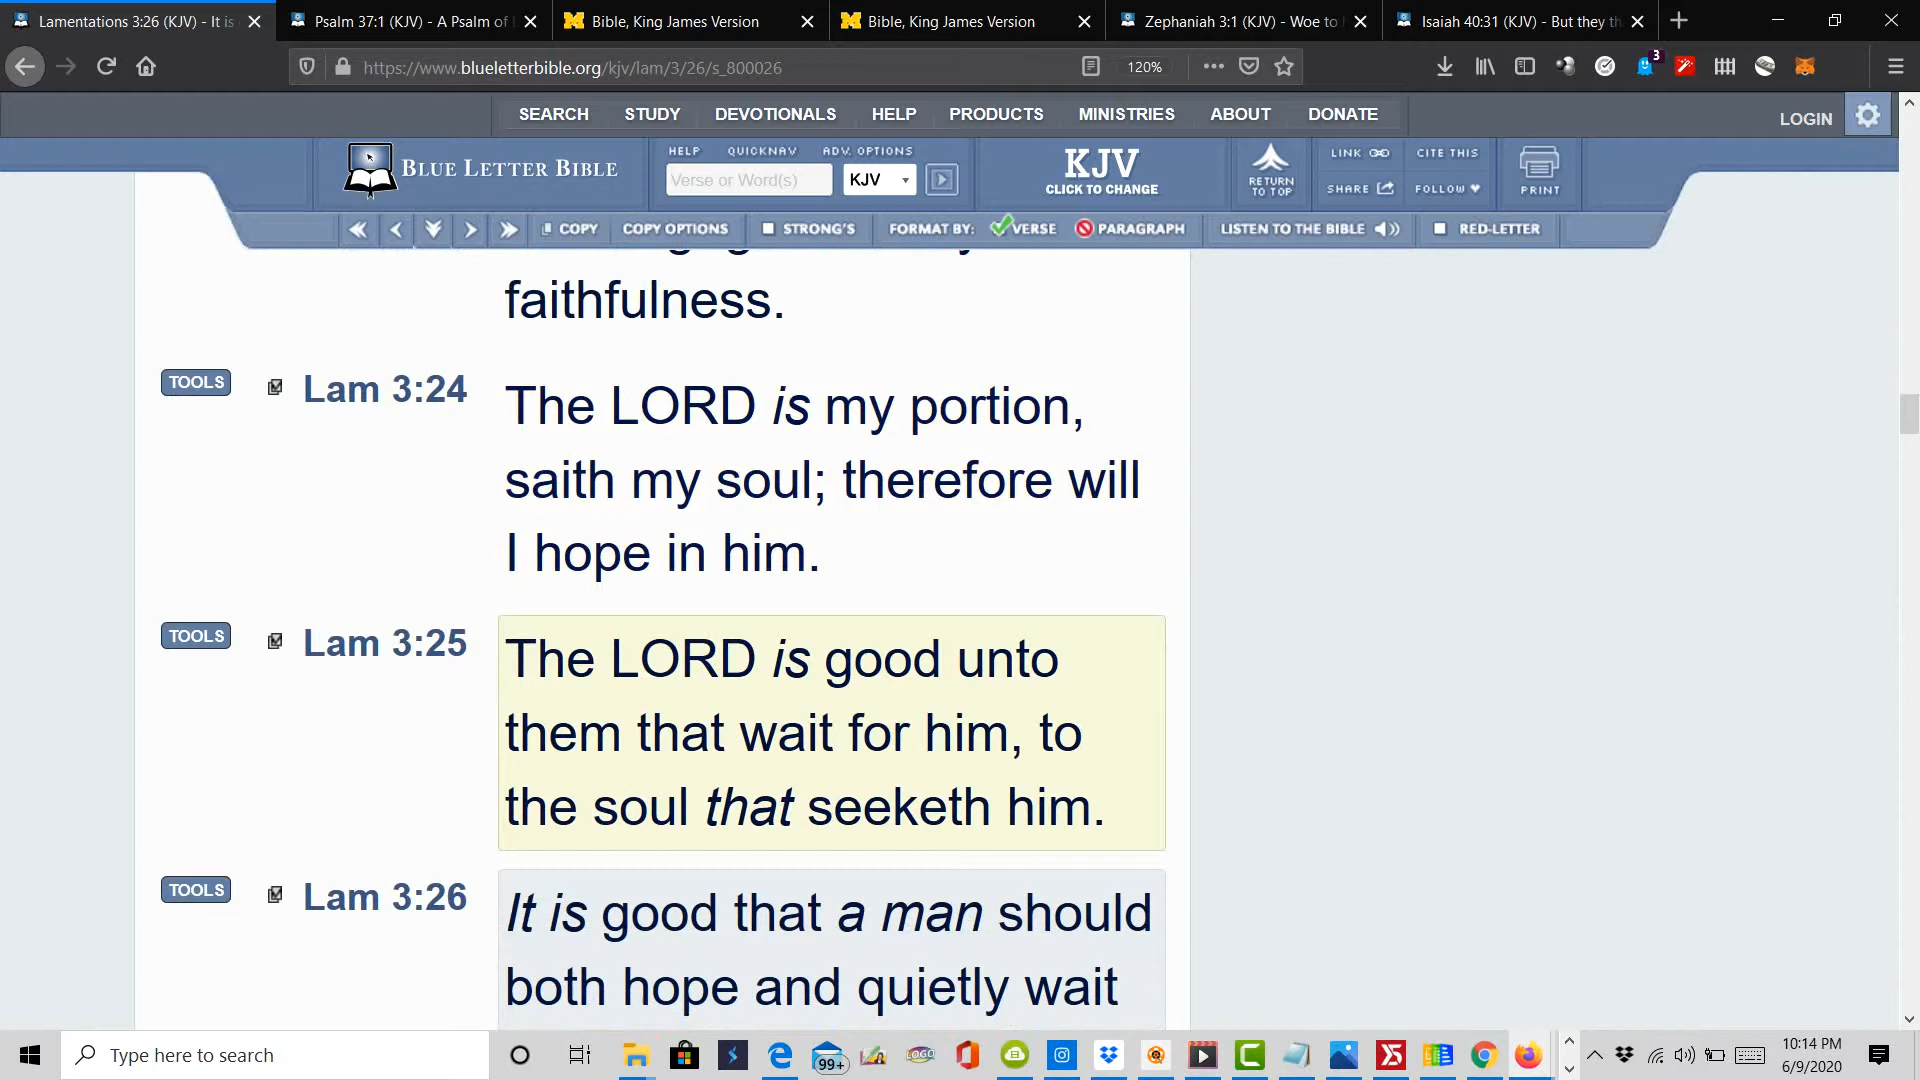 Lamentations 3:26 (KJV) - It is
Psalm 37:1 (KJV) - A Psalm of
Bible, King James Version
Bible, King James Version
Zephaniah 3:1 (KJV) - Woe to
Isaiah 40:31 (KJV) - But they th
https://www.blueletterbible.org/kjv/lam/3/26/s_800026
120%
3
SEARCH STUDY DEVOTIONALS HELP PRODUCTS MINISTRIES ABOUT DONATE
LOGIN
BLUE LETTER BIBLE
HELP QUICKNAV ADV. OPTIONS
Verse or Word(s)
KJV
KJV
CLICK TO CHANGE
RETURN
TO TOP
LINK
CITE THIS
SHARE
FOLLOW
PRINT
COPY
COPY OPTIONS
STRONG'S
FORMAT BY:
VERSE
PARAGRAPH
LISTEN TO THE BIBLE
RED-LETTER
faithfulness.
TOOLS
Lam 3:24
The LORD is my portion,
saith my soul; therefore will
I hope in him.
TOOLS
Lam 3:25
The LORD is good unto
them that wait for him, to
the soul that seeketh him.
TOOLS
Lam 3:26
It is good that a man should
both hope and quietly wait
Type here to search
99+
LOGO
10:14 PM
6/9/2020